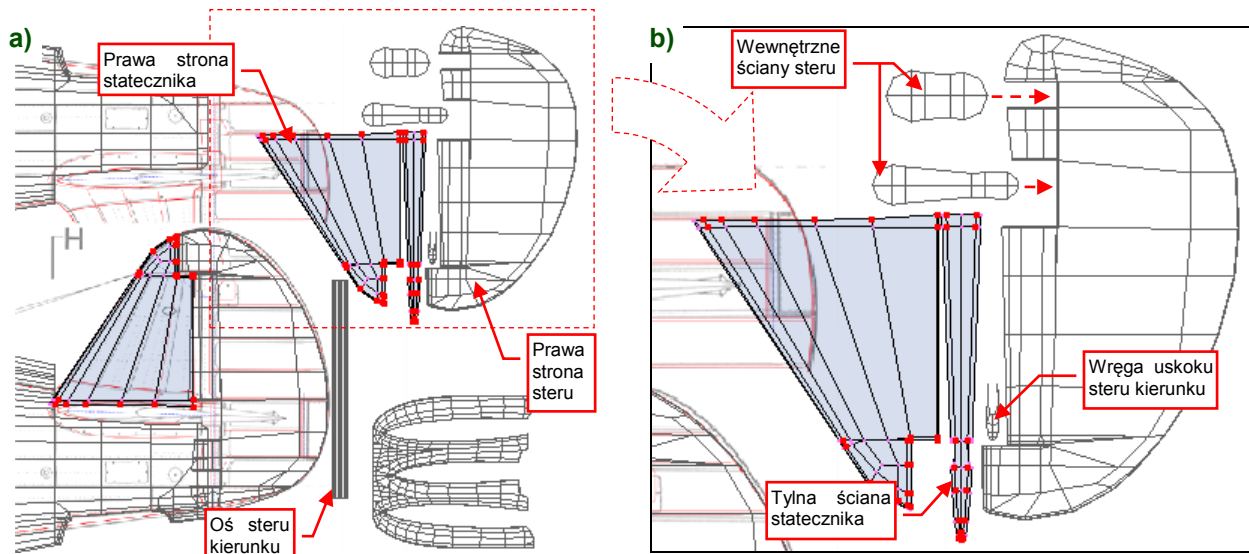 a)
Prawa strona
statecznika
H
Prawa
strona
steru
Oś steru
kierunku
b)
Wewnętrzne
ściany steru
Wręga uskoku
steru kierunku
Tylna ściana
statecznika